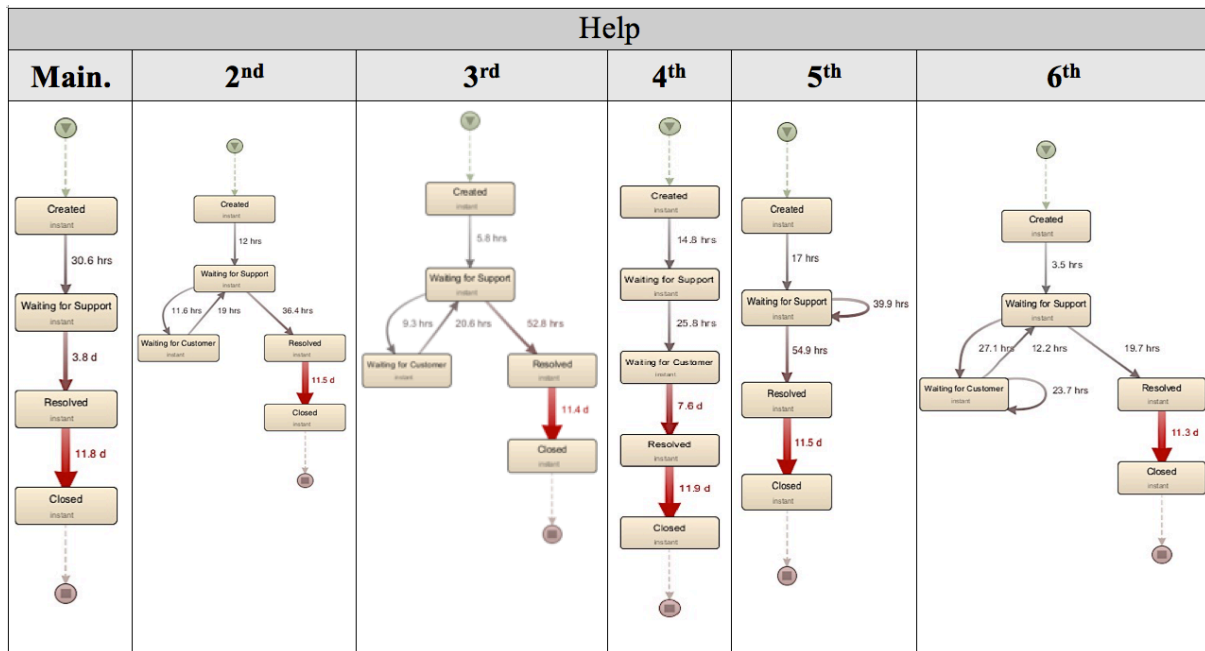 Help
Main.
2nd
3rd
4th
5th
6th
Created
instant
30.6 hrs
Waiting for Support
instant
3.8 d
Resolved
instant
11.8 d
Closed
instant
Created
instant
12 hrs
Waiting for Support
instant
11.6 hrs
19 hrs
36.4 hrs
Waiting for Customer
instant
Resolved
instant
11.5 d
Closed
instant
Created
instant
5.8 hrs
Waiting for Support
instant
9.3 hrs
20.6 hrs
52.8 hrs
Waiting for Customer
instant
Resolved
instant
11.4 d
Closed
instant
Created
instant
14.8 hrs
Waiting for Support
instant
25.8 hrs
Waiting for Customer
instant
7.6 d
Resolved
instant
11.9 d
Closed
instant
Created
instant
17 hrs
Waiting for Support
instant
39.9 hrs
54.9 hrs
Resolved
instant
11.5 d
Closed
instant
Created
instant
3.5 hrs
Waiting for Support
instant
27.1 hrs
12.2 hrs
19.7 hrs
Waiting for Customer
instant
23.7 hrs
Resolved
instant
11.3 d
Closed
instant